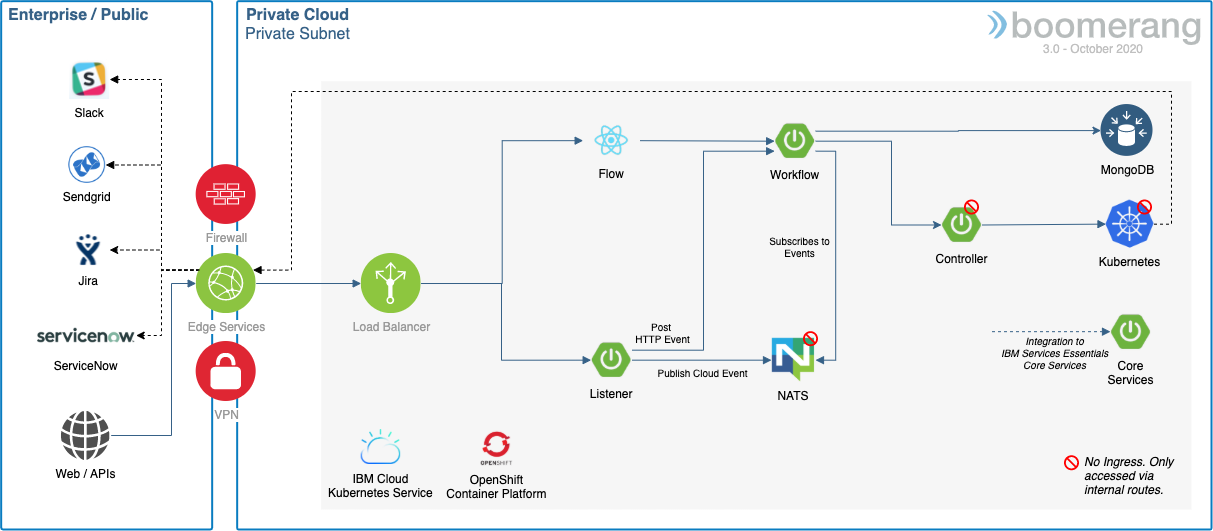 Enterprise / Public
Private Cloud
Private Subnet
boomerang
3.0 - October 2020
Slack
Sendgrid
Jira
servicenow
ServiceNow
Web / APIs
Firewall
Edge Services
VPN
Load Balancer
Flow
Workflow
MongoDB
Controller
Kubernetes
Subscribes to
Events
Post
HTTP Event
Publish Cloud Event
Listener
NATS
Integration to
IBM Services Essentials
Core Services
Core
Services
IBM Cloud
Kubernetes Service
OPENSHIFT
OpenShift
Container Platform
No Ingress. Only
accessed via
internal routes.